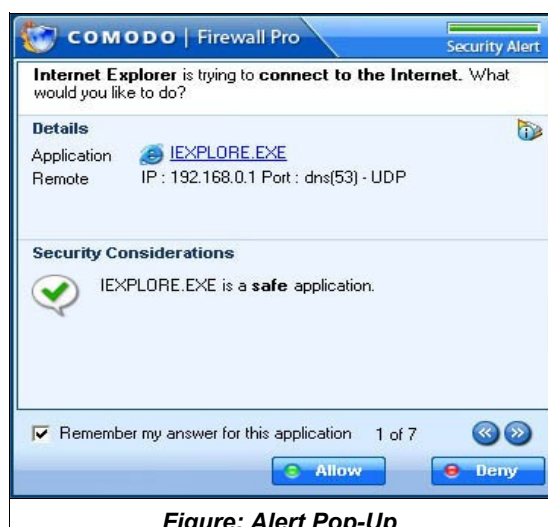 COMODO | Firewall Pro
Security Alert
Internet Explorer is trying to connect to the Internet. What
would you like to do?
Details
Application IEXPLORE.EXE
Remote IP : 192.168.0.1 Port : dns(53) - UDP
Security Considerations
IEXPLORE.EXE is a safe application.
Remember my answer for this application 1 of 7
Allow Deny
Figure: Alert Pop-Up